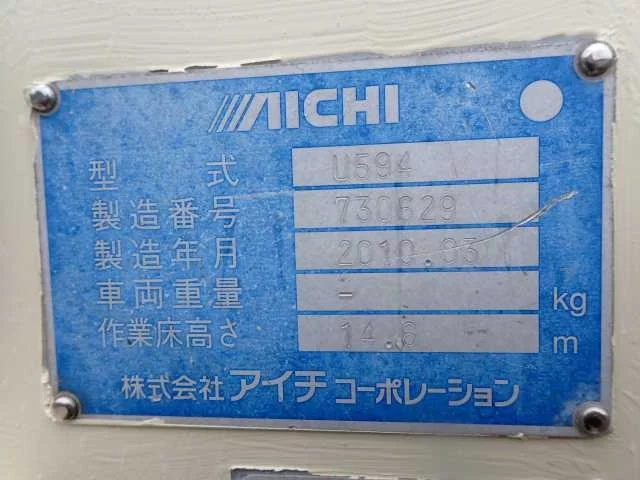 AICHI
型式 U594
製造番号 730829
製造年月 2010.03
車両重量 - kg
作業床高さ 14.6 m
株式会社 アイチ コーポレーション